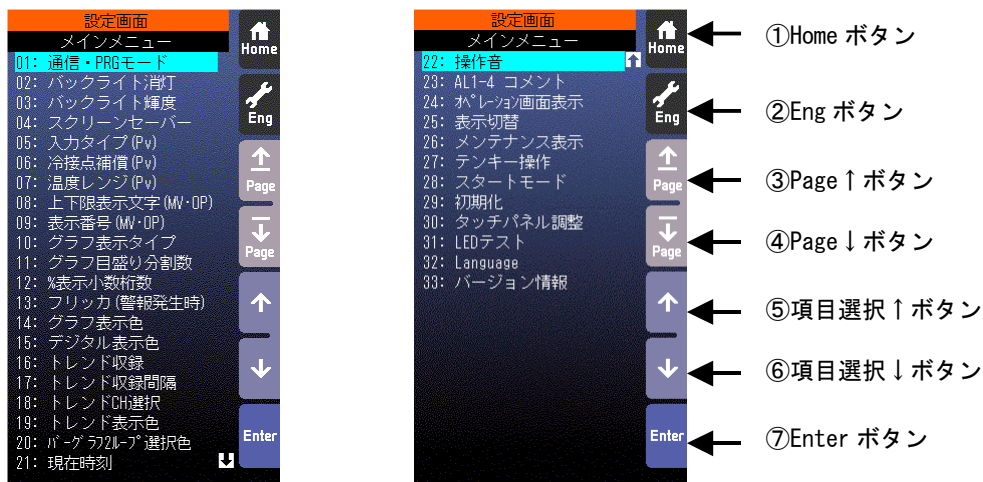 設定画面
メインメニュー
01: 通信・PRGモード
02: バックライト消灯
03: バックライト輝度
04: スクリーンセーバー
05: 入力タイプ(Pv)
06: 冷接点補償(Pv)
07: 温度レンジ(Pv)
08: 上下限表示文字(MV・OP)
09: 表示番号(MV・OP)
10: グラフ表示タイプ
11: グラフ目盛り分割数
12: %表示小数桁数
13: フリッカ(警報発生時)
14: グラフ表示色
15: デジタル表示色
16: トレンド収録
17: トレンド収録間隔
18: トレンドCH選択
19: トレンド表示色
20: バーグラフ2ループ選択色
21: 現在時刻
Home
Eng
Page
Page
Enter
設定画面
メインメニュー
22: 操作音
23: AL1-4 コメント
24: オペレーション画面表示
25: 表示切替
26: メンテナンス表示
27: テンキー操作
28: スタートモード
29: 初期化
30: タッチパネル調整
31: LEDテスト
32: Language
33: バージョン情報
Home
Eng
Page
Page
Enter
①Home ボタン
②Eng ボタン
③Page↑ボタン
④Page↓ボタン
⑤項目選択↑ボタン
⑥項目選択↓ボタン
⑦Enter ボタン